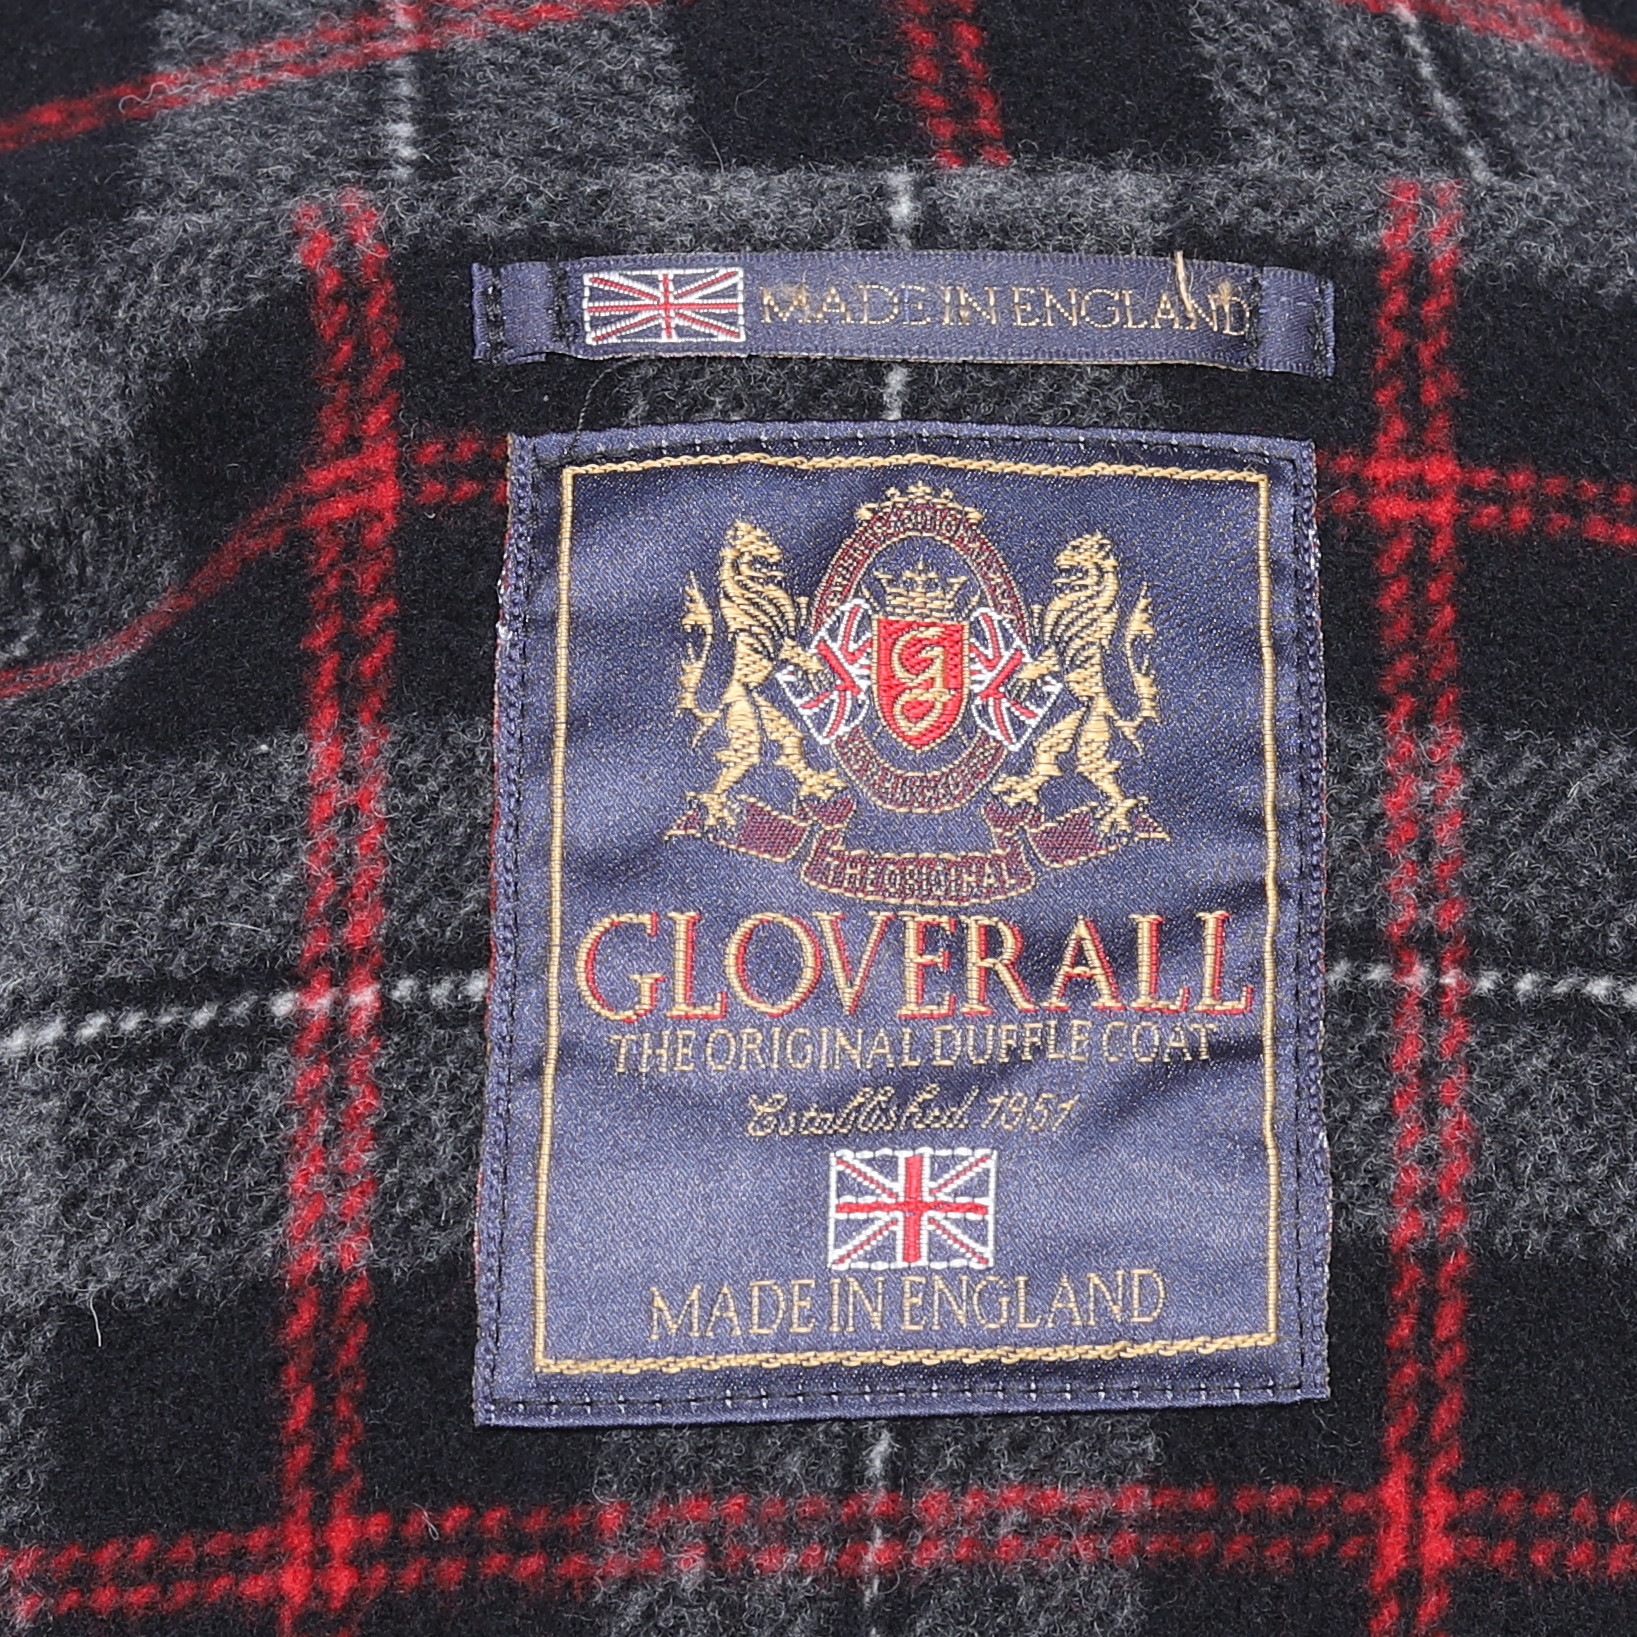 MADE IN ENGLAND
THE ORIGINAL
GLOVERALL
THE ORIGINAL DUFFLE COAT
Established 1951
MADE IN ENGLAND